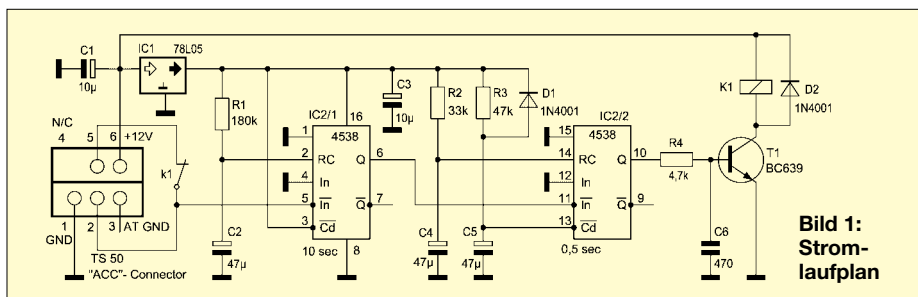 C1
10µ
IC1
78L05
N/C
4
5
6
+12V
k1
1
2
3
AT GND
GND
TS 50
"ACC"- Connector
R1
180k
C2
47µ
IC2/1
16
4538
1
2
RC
Q
6
4
In
5
In
Q
7
3
Cd
10 sec
8
C3
10µ
R2
33k
R3
47k
D1
1N4001
C4
47µ
C5
47µ
IC2/2
15
4538
14
RC
Q
10
12
In
11
In
Q
9
13
Cd
0,5 sec
R4
4,7k
K1
D2
1N4001
T1
BC639
C6
470
Bild 1:
Strom-
laufplan